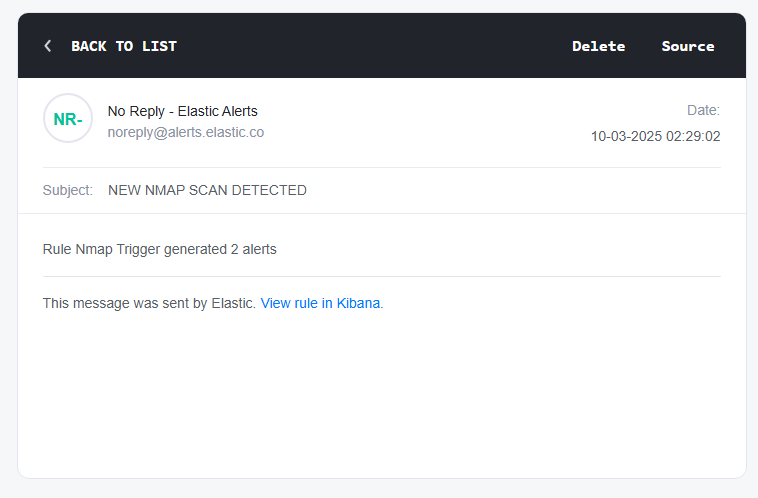 BACK TO LIST
Delete
Source
NR-
No Reply - Elastic Alerts
noreply@alerts.elastic.co
Date:
10-03-2025 02:29:02
Subject: NEW NMAP SCAN DETECTED
Rule Nmap Trigger generated 2 alerts
This message was sent by Elastic. View rule in Kibana.